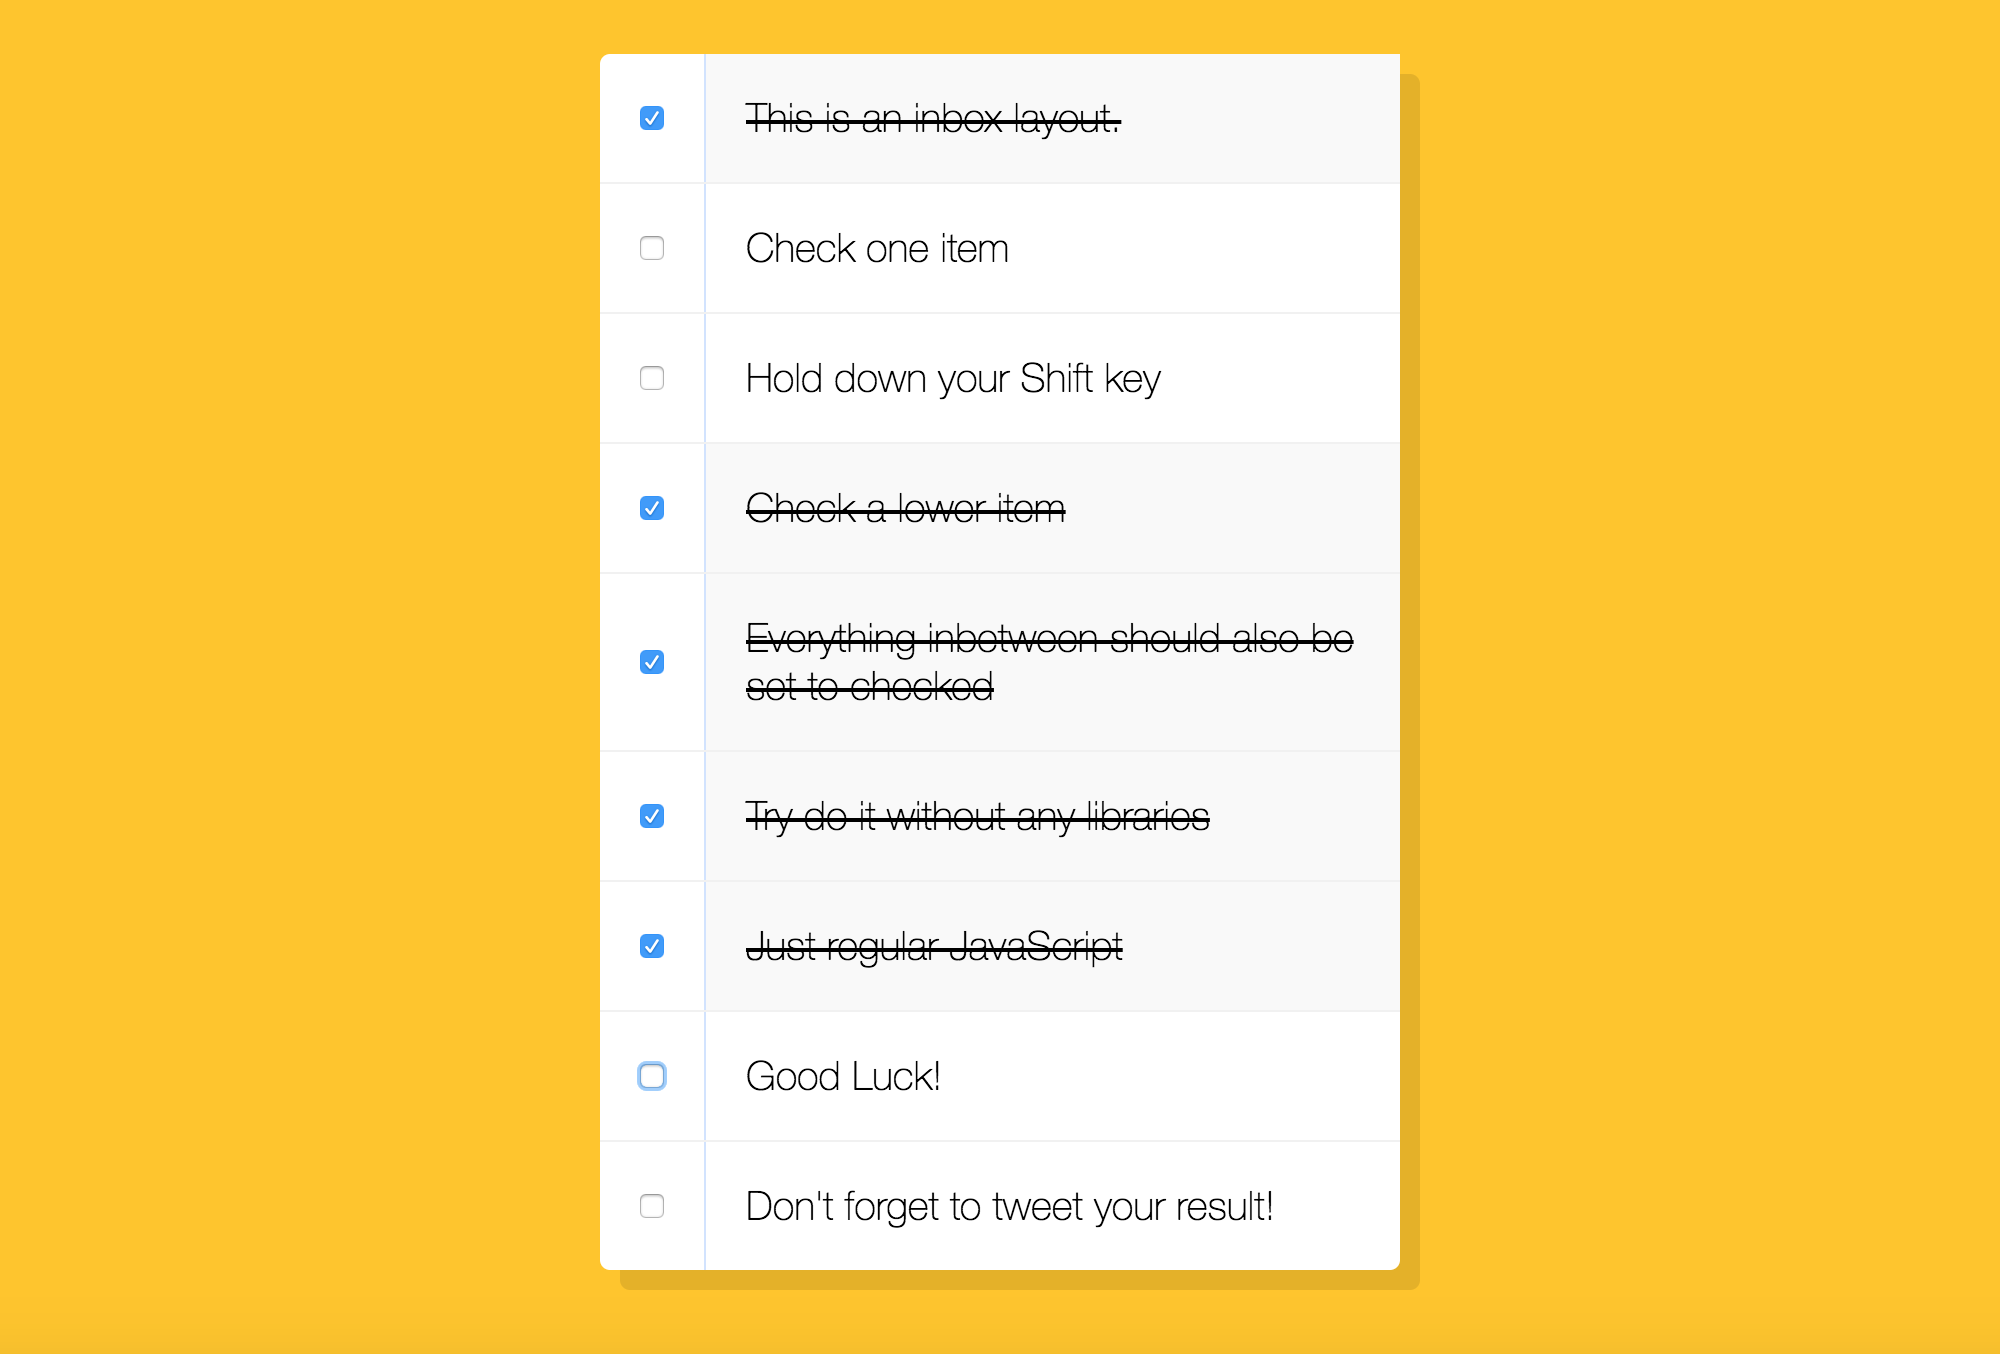 This is an inbox layout.
Check one item
Hold down your Shift key
Check a lower item
Everything inbetween should also be
set to checked
Try do it without any libraries
Just regular JavaScript
Good Luck!
Don't forget to tweet your result!